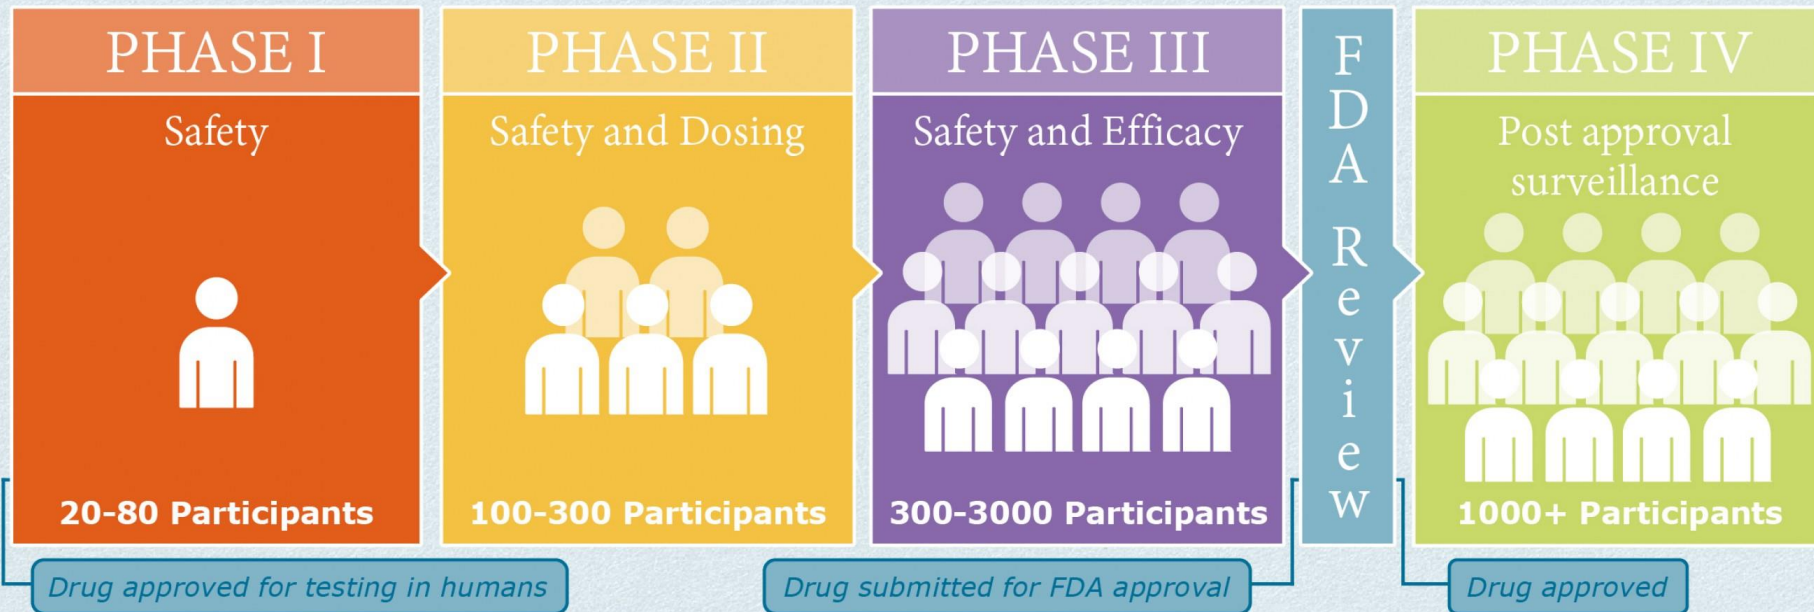 PHASE I
Safety
20-80 Participants
PHASE II
Safety and Dosing
100-300 Participants
PHASE III
Safety and Efficacy
300-3000 Participants
FDA Review
PHASE IV
Post approval
surveillance
1000+ Participants
Drug approved for testing in humans
Drug submitted for FDA approval
Drug approved